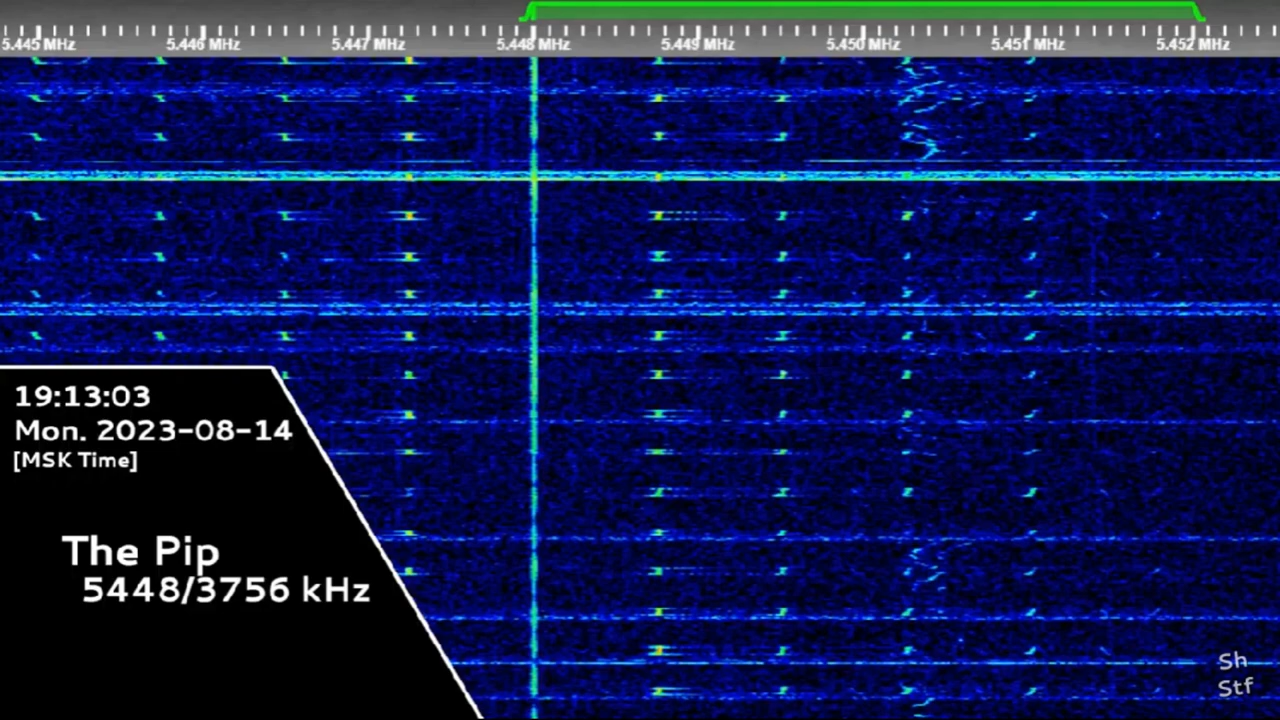 5.445 MHz 5.446 MHz 5.447 MHz 5.448 MHz 5.449 MHz 5.450 MHz 5.451 MHz 5.452 MHz
19:13:03
Mon. 2023-08-14
[MSK Time]
The Pip
5448/3756 kHz
Sh
Stf